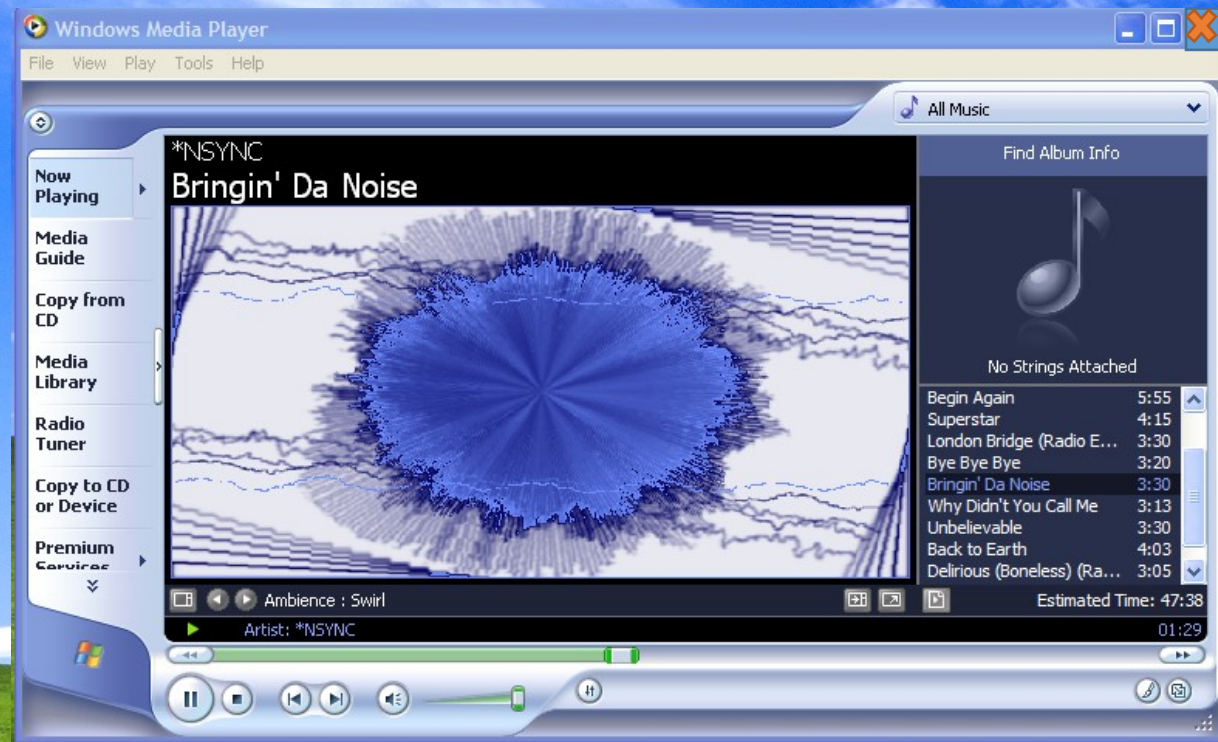 Windows Media Player
File View Play Tools Help
All Music
*NSYNC
Bringin' Da Noise
Find Album Info
Now
Playing
Media
Guide
Copy from
CD
Media
Library
Radio
Tuner
Copy to CD
or Device
Premium
Services
No Strings Attached
Begin Again 5:55
Superstar 4:15
London Bridge (Radio E... 3:30
Bye Bye Bye 3:20
Bringin' Da Noise 3:30
Why Didn't You Call Me 3:13
Unbelievable 3:30
Back to Earth 4:03
Delirious (Boneless) (Ra... 3:05
Ambience : Swirl
Estimated Time: 47:38
Artist: *NSYNC 01:29